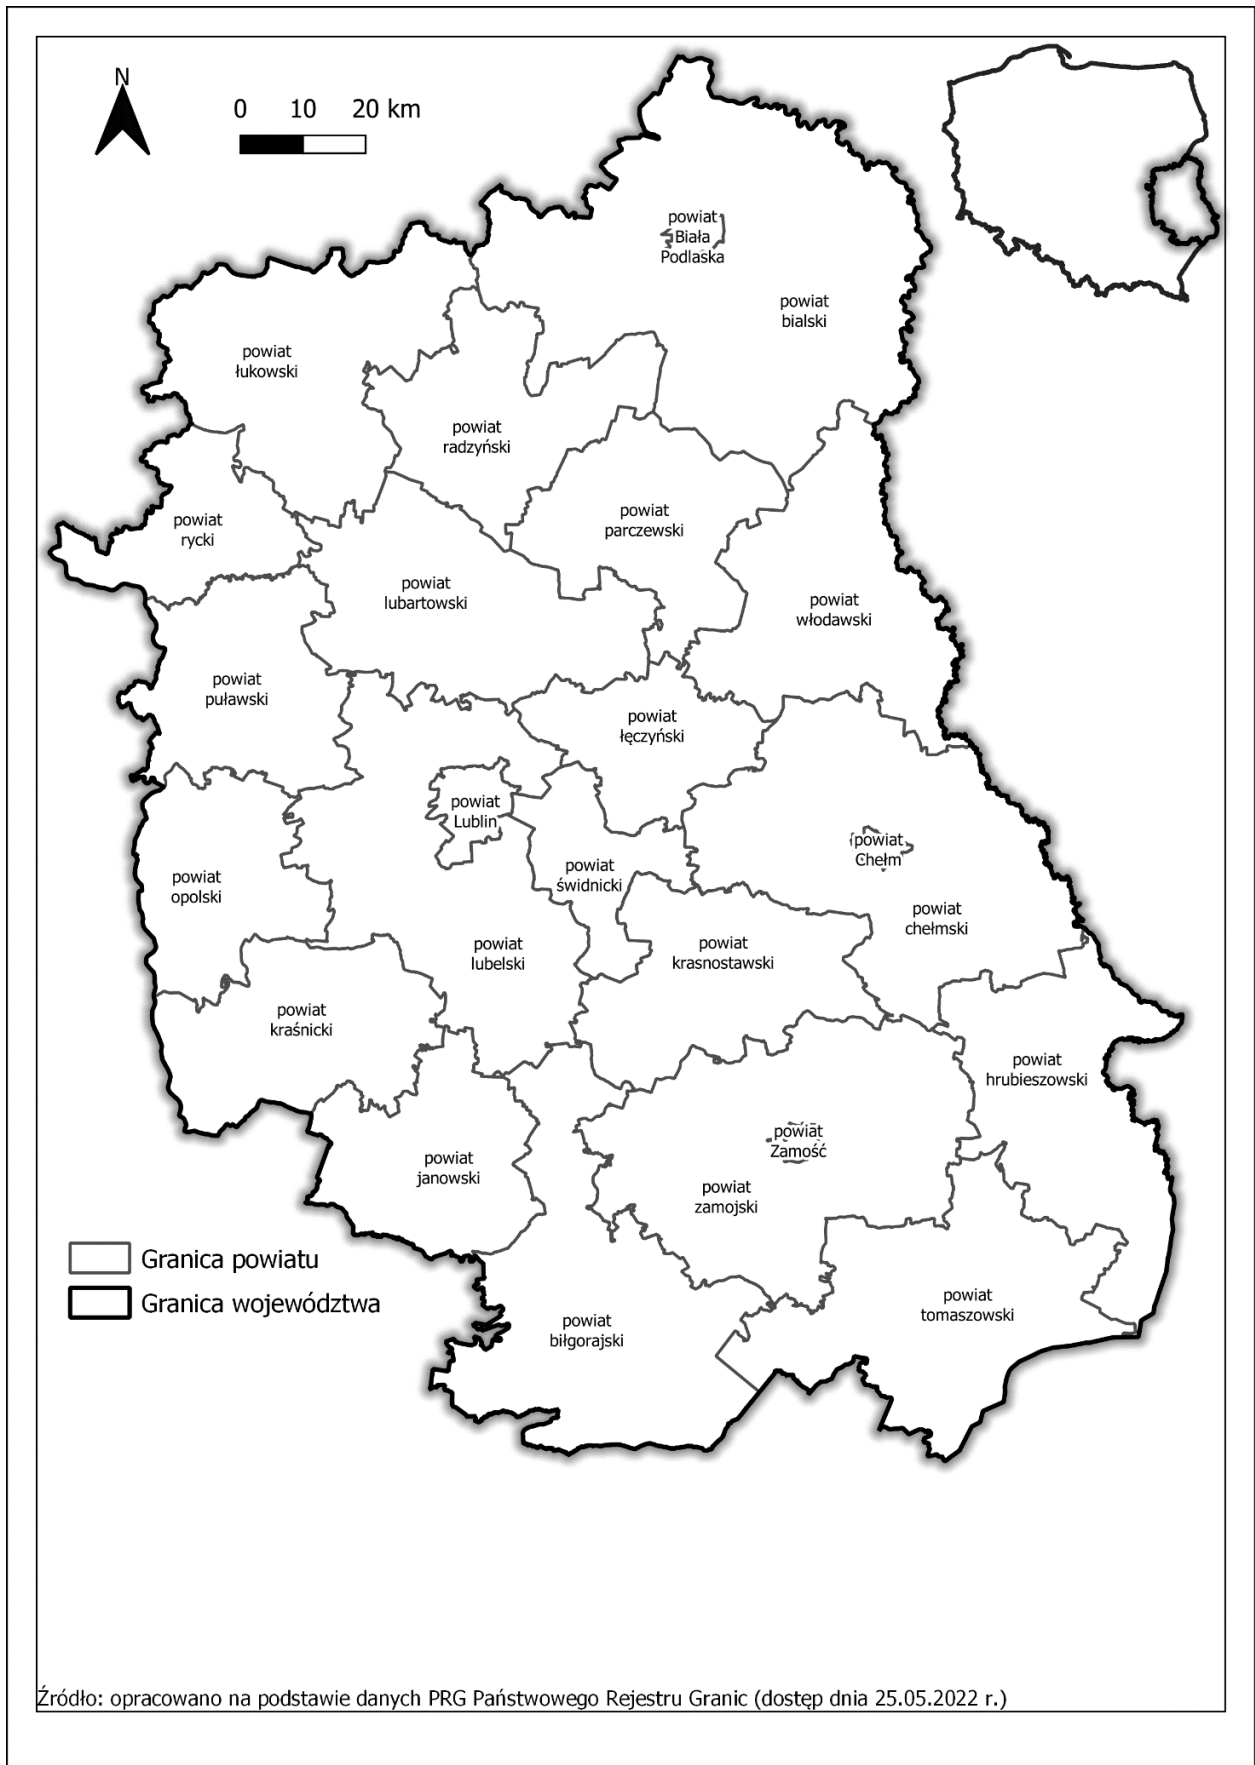 N
0 10 20 km
powiat
Biała
Podlaska
powiat
bialski
powiat
łukowski
powiat
radzyński
powiat
rycki
powiat
parczewski
powiat
lubartowski
powiat
włodawski
powiat
puławski
powiat
łęczyński
powiat
Lublin
powiat
Chełm
powiat
świdnicki
powiat
opolski
powiat
chełmski
powiat
lubelski
powiat
krasnostawski
powiat
kraśnicki
powiat
hrubieszowski
powiat
Zamość
powiat
janowski
powiat
zamojski
Granica powiatu
Granica województwa
powiat
tomaszowski
powiat
biłgorajski
Źródło: opracowano na podstawie danych PRG Państwowego Rejestru Granic (dostęp dnia 25.05.2022 r.)